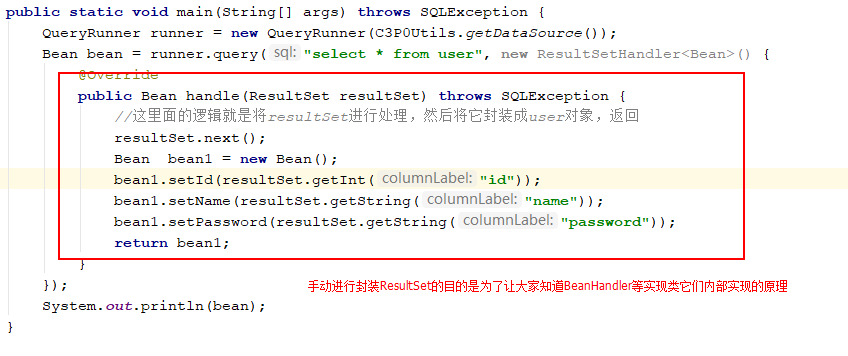 public static void main(String[] args) throws SQLException {
QueryRunner runner = new QueryRunner(C3P0Utils.getDataSource());
Bean bean = runner.query( sql: "select * from user", new ResultSetHandler<Bean>() {
@Override
public Bean handle(ResultSet resultSet) throws SQLException {
//这里面的逻辑就是将resultSet进行处理，然后将它封装成user对象，返回
resultSet.next();
Bean  bean1 = new Bean();
bean1.setId(resultSet.getInt( columnLabel: "id"));
bean1.setName(resultSet.getString( columnLabel: "name"));
bean1.setPassword(resultSet.getString( columnLabel: "password"));
return bean1;
}
});
手动进行封装ResultSet的目的是为了让大家知道BeanHandler等实现类它们内部实现的原理
System.out.println(bean);
}